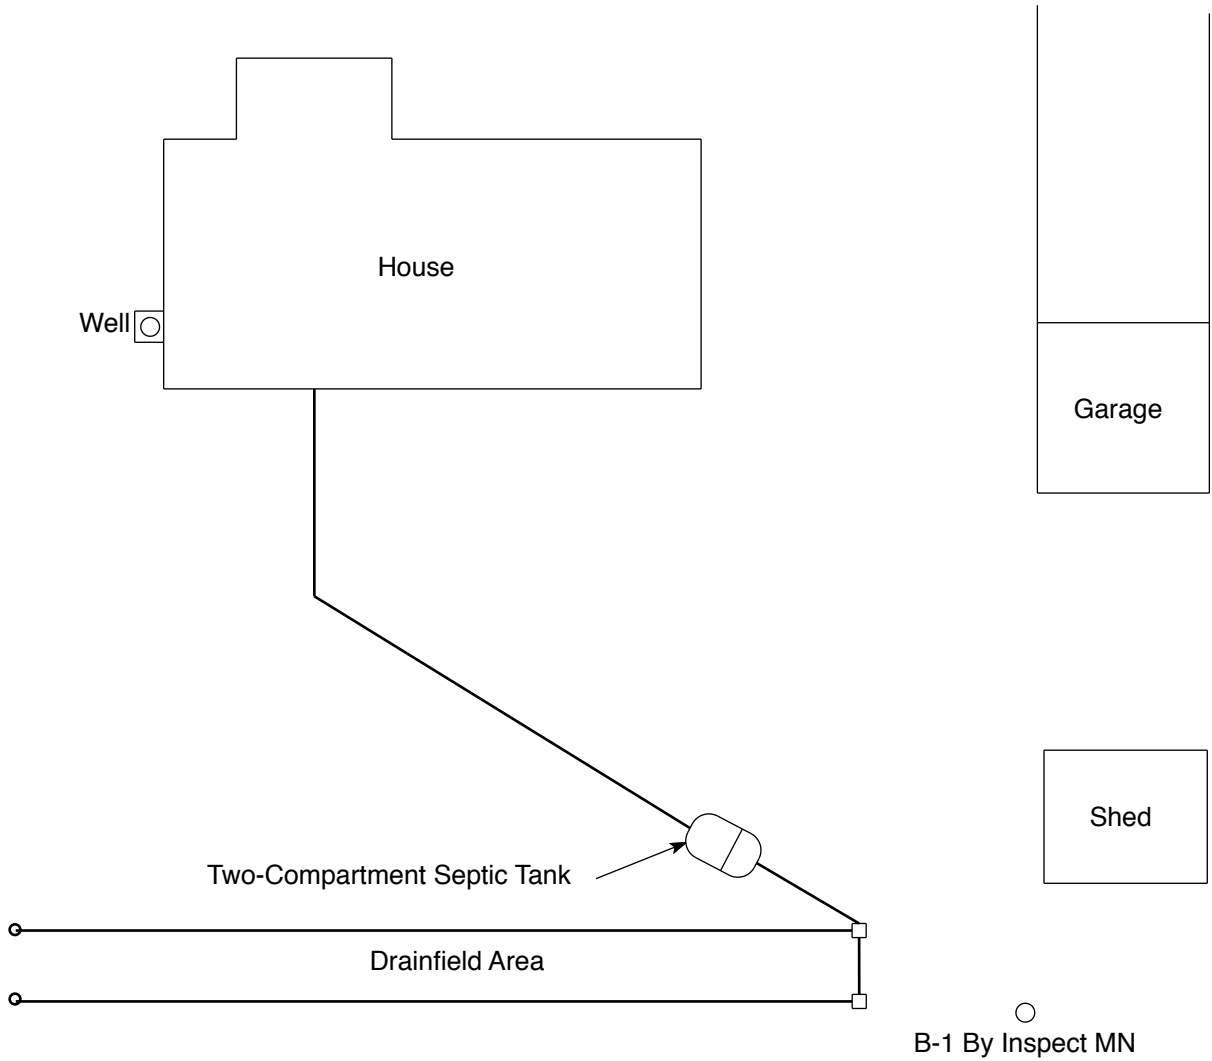 House
Well
Garage
Shed
Two-Compartment Septic Tank
Drainfield Area
B-1 By Inspect MN